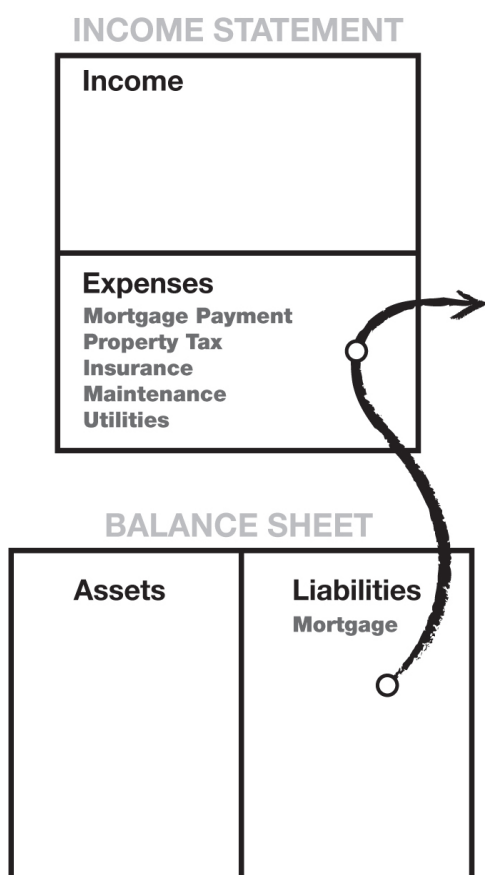 INCOME STATEMENT
Income
Expenses
Mortgage Payment
Property Tax
Insurance
Maintenance
Utilities
BALANCE SHEET
Assets
Liabilities
Mortgage